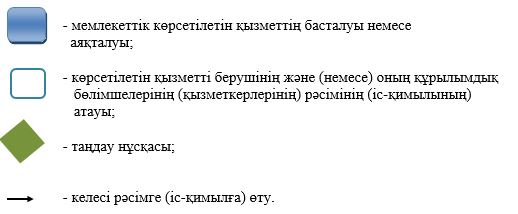 - мемлекеттік көрсетілетін қызметтің басталуы немесе
аяқталуы;
- көрсетілетін қызметті берушінің және (немесе) оның құрылымдық
бөлімшелерінің (қызметкерлерінің) рәсімінің (іс-қимылының)
атауы;
- таңдау нұсқасы;
- келесі рәсімге (іс-қимылға) өту.